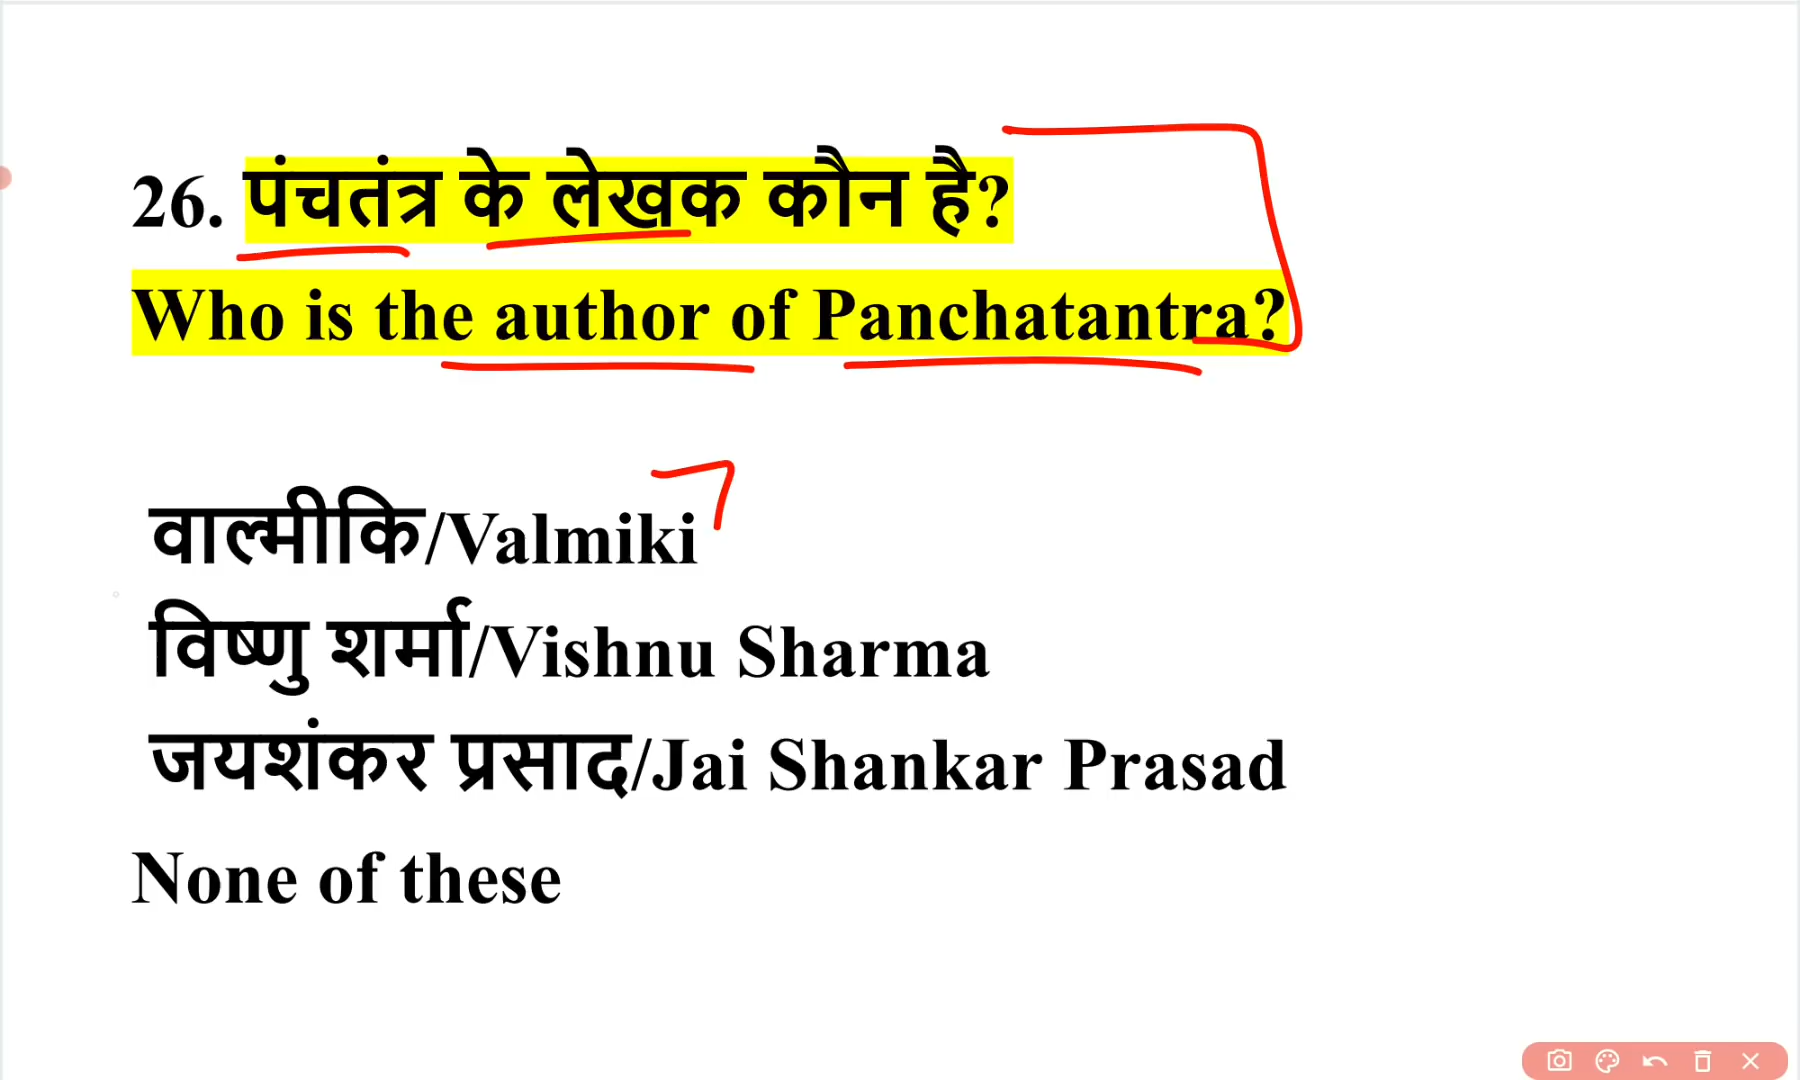 26. पंचतंत्र के लेखक कौन है?
Who is the author of Panchatantra?
वाल्मीकि/Valmiki
विष्णु शर्मा/Vishnu Sharma
जयशंकर प्रसाद/Jai Shankar Prasad
None of these